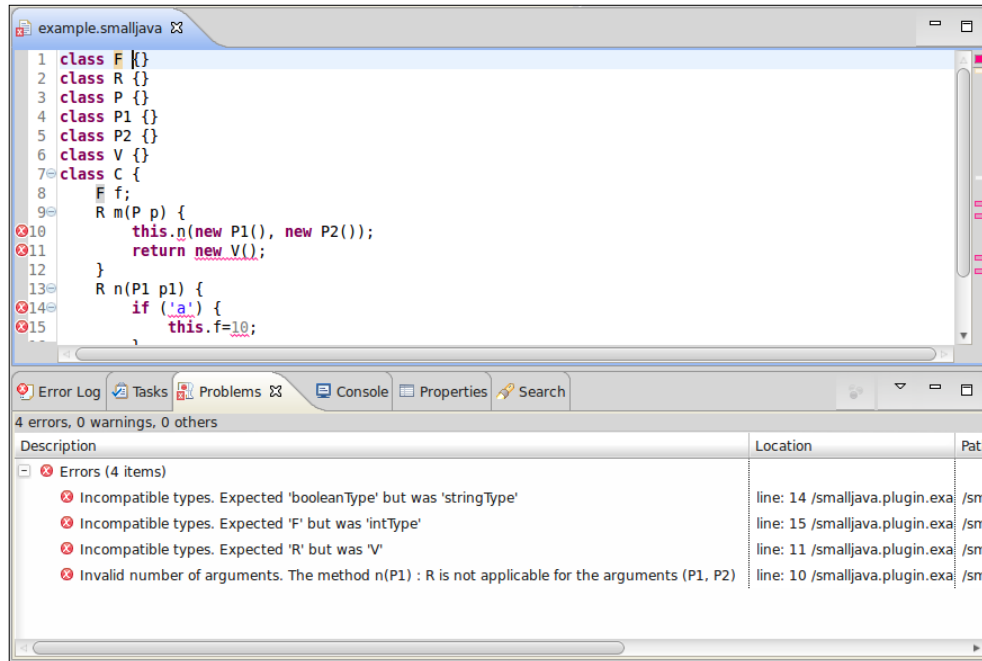 example.smalljava
1 class F {}
2 class R {}
3 class P {}
4 class P1 {}
5 class P2 {}
6 class V {}
7 class C {
8 F f;
9 R m(P p) {
10 this.n(new P1(), new P2());
11 return new V();
12 }
13 R n(P1 p1) {
14 if ('a') {
15 this.f=10;
}
Error Log Tasks Problems Console Properties Search
4 errors, 0 warnings, 0 others
Description Location Pat
Errors (4 items)
Incompatible types. Expected 'booleanType' but was 'stringType' line: 14 /smalljava.plugin.exa /sm
Incompatible types. Expected 'F' but was 'intType' line: 15 /smalljava.plugin.exa /sm
Incompatible types. Expected 'R' but was 'V' line: 11 /smalljava.plugin.exa /sm
Invalid number of arguments. The method n(P1) : R is not applicable for the arguments (P1, P2) line: 10 /smalljava.plugin.exa /sm